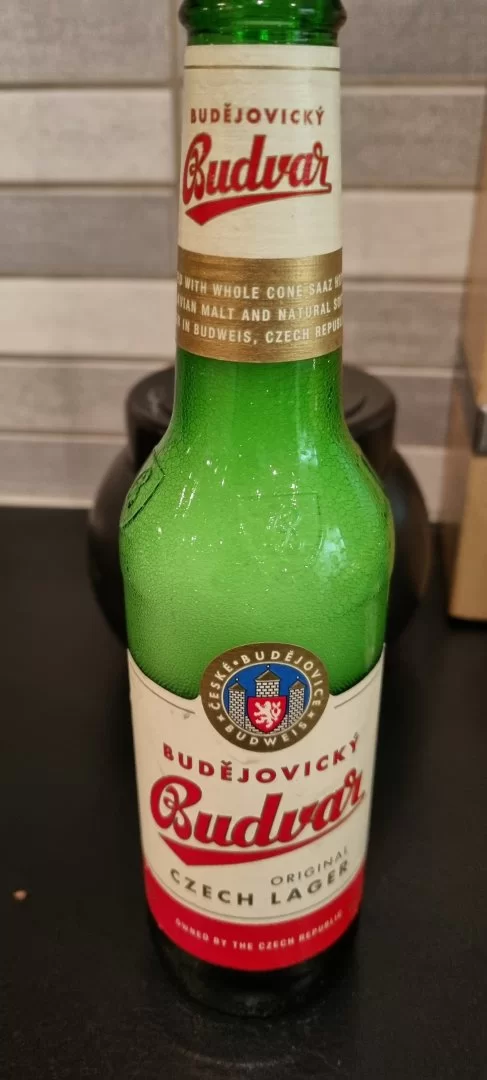 BUDĚJOVICKÝ
Budvar
WITH WHOLE CONE SAAZ
MALT AND NATURAL
IN BUDWEIS, CZECH
ČESKÉ • BUDĚJOVICE
• BUDWEIS •
BUDĚJOVICKÝ
Budvar
ORIGINAL
CZECH LAGER
OWNED BY THE CZECH REPUBLIC